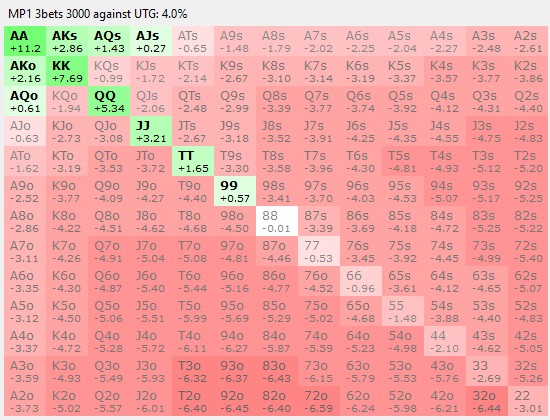 MP1 3bets 3000 against UTG: 4.0%
AA AKs AQs AJs ATs A9s A8s A7s A6s A5s A4s A3s A2s
+11.2 +2.86 +1.43 +0.27 -0.65 -1.48 -1.79 -2.02 -2.25 -2.04 -2.27 -2.48 -2.61
AKo KK KQs KJs KTs K9s K8s K7s K6s K5s K4s K3s K2s
+2.16 +7.69 -0.99 -1.72 -2.14 -2.67 -3.10 -3.14 -3.19 -3.37 -3.57 -3.77 -3.86
AQo KQo QQ QJs QTs Q9s Q8s Q7s Q6s Q5s Q4s Q3s Q2s
+0.61 -1.94 +5.34 -2.06 -2.48 -2.99 -3.39 -3.77 -3.74 -3.92 -4.12 -4.31 -4.40
AJo KJo QJo JJ JTs J9s J8s J7s J6s J5s J4s J3s J2s
-0.63 -2.73 -3.08 +3.21 -2.67 -3.18 -3.52 -3.91 -4.25 -4.35 -4.55 -4.75 -4.83
ATo KTo QTo JTo TT T9s T8s T7s T6s T5s T4s T3s T2s
-1.62 -3.19 -3.53 -3.72 +1.65 -3.30 -3.58 -3.96 -4.30 -4.81 -4.93 -5.12 -5.20
A9o K9o Q9o J9o T9o 99 98s 97s 96s 95s 94s 93s 92s
-2.52 -3.77 -4.09 -4.27 -4.40 +0.57 -3.41 -3.70 -4.03 -4.53 -5.07 -5.17 -5.25
A8o K8o Q8o J8o T8o 98o 88 87s 86s 85s 84s 83s 82s
-2.86 -4.22 -4.51 -4.62 -4.68 -4.50 -0.01 -3.39 -3.69 -4.18 -4.72 -5.25 -5.22
A7o K7o Q7o J7o T7o 97o 87o 77 76s 75s 74s 73s 72s
-3.11 -4.26 -4.91 -5.04 -5.08 -4.81 -4.46 -0.53 -3.45 -3.92 -4.45 -4.99 -5.40
A6o K6o Q6o J6o T6o 96o 86o 76o 66 65s 64s 63s 62s
-3.35 -4.30 -4.87 -5.40 -5.44 -5.16 -4.77 -4.52 -0.96 -3.61 -4.12 -4.65 -5.07
A5o K5o Q5o J5o T5o 95o 85o 75o 65o 55 54s 53s 52s
-3.12 -4.50 -5.06 -5.51 -5.99 -5.69 -5.29 -5.02 -4.68 -1.48 -3.88 -4.40 -4.83
A4o K4o Q4o J4o T4o 94o 84o 74o 64o 54o 44 43s 42s
-3.37 -4.72 -5.28 -5.72 -6.11 -6.27 -5.87 -5.59 -5.23 -4.98 -2.10 -4.62 -5.05
A3o K3o Q3o J3o T3o 93o 83o 73o 63o 53o 43o 33 32s
-3.59 -4.93 -5.49 -5.93 -6.32 -6.37 -6.43 -6.15 -5.79 -5.53 -5.76 -2.69 -5.26
A2o K2o Q2o J2o T2o 92o 82o 72o 62o 52o 42o 32o 22
-3.73 -5.02 -5.57 -6.01 -6.40 -6.45 -6.40 -6.59 -6.24 -5.98 -6.21 -6.44 -3.01